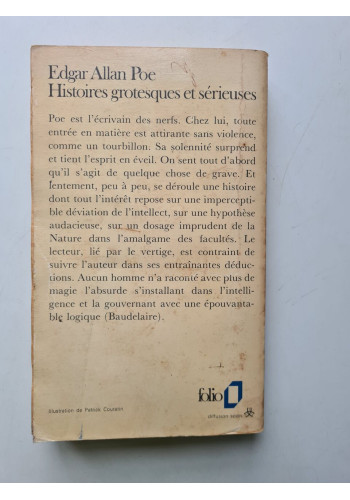 Edgar Allan Poe
Histoires grotesques et sérieuses
Poe est l'écrivain des nerfs. Chez lui, toute
entrée en matière est attirante sans violence,
comme un tourbillon. Sa solennité surprend
et tient l'esprit en éveil. On sent tout d'abord
qu'il s'agit de quelque chose de grave. Et
lentement, peu à peu, se déroule une histoire
dont tout l'intérêt repose sur une impercepti-
ble déviation de l'intellect, sur une hypothèse
audacieuse, sur un dosage imprudent de la
Nature dans l'amalgame des facultés. Le
lecteur, lié par le vertige, est contraint de
suivre l'auteur dans ses entraînantes déduc-
tions. Aucun homme n'a raconté avec plus de
magie l'absurde s'installant dans l'intelli-
gence et la gouvernant avec une épouvanta-
ble logique (Baudelaire).
folio
Illustration de Patrick Couratin
diffusion sodis